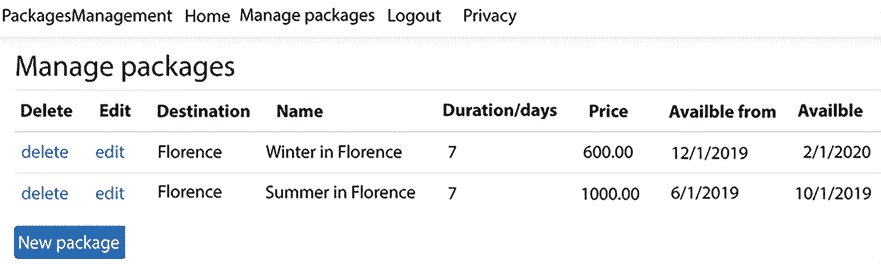 PackagesManagement Home Manage packages Logout Privacy
Manage packages
Delete Edit Destination Name Duration/days Price Availble from Availble
delete edit Florence Winter in Florence 7 600.00 12/1/2019 2/1/2020
delete edit Florence Summer in Florence 7 1000.00 6/1/2019 10/1/2019
New package